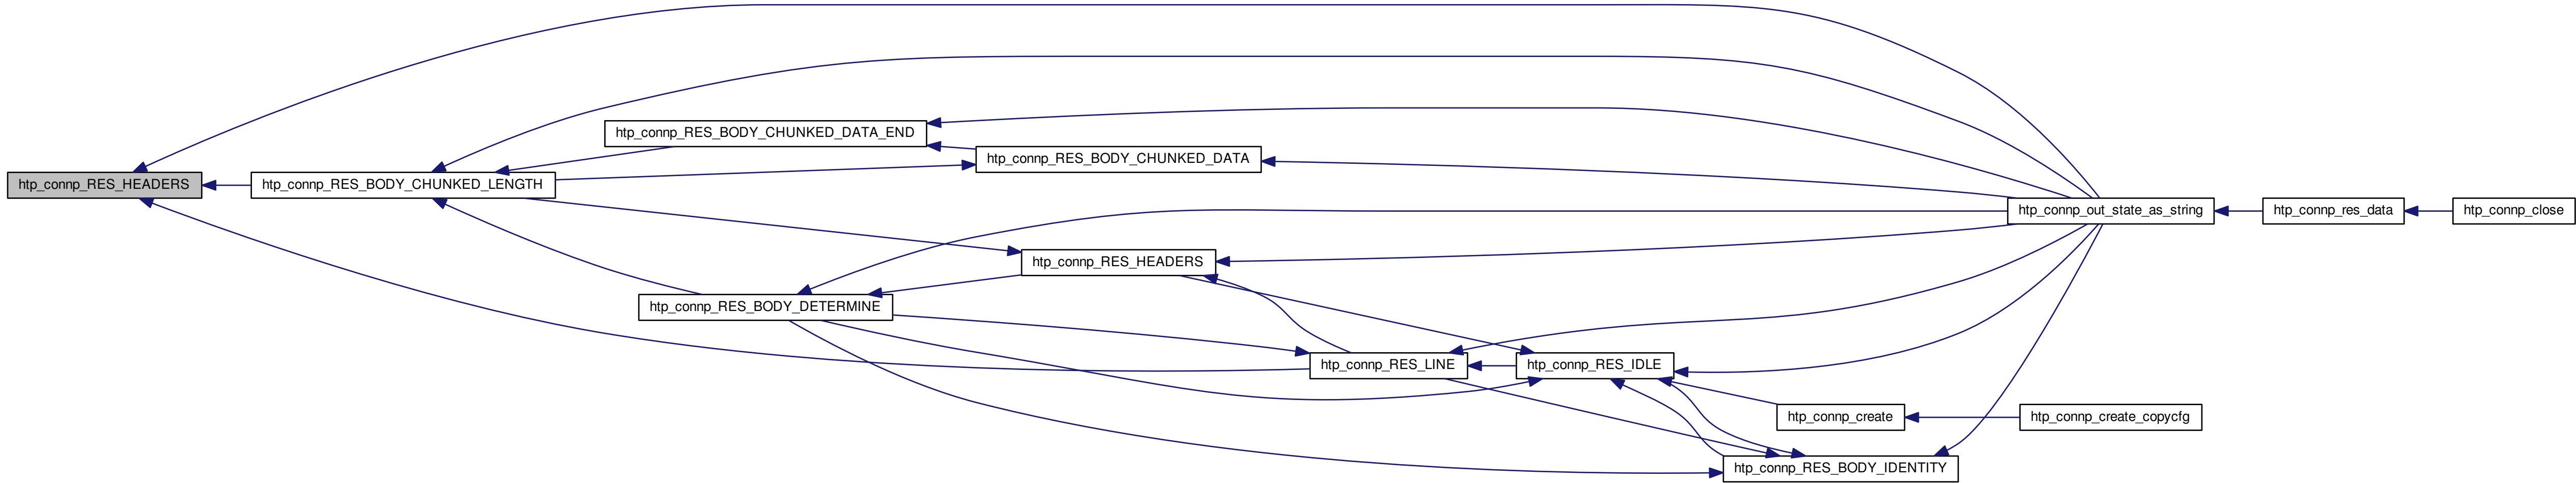 htp_connp_RES_BODY_CHUNKED_DATA_END
htp_connp_RES_BODY_CHUNKED_DATA
htp_connp_RES_HEADERS
htp_connp_RES_BODY_CHUNKED_LENGTH
htp_connp_out_state_as_string
htp_connp_res_data
htp_connp_close
htp_connp_RES_HEADERS
htp_connp_RES_BODY_DETERMINE
htp_connp_RES_LINE
htp_connp_RES_IDLE
htp_connp_create
htp_connp_create_copycfg
htp_connp_RES_BODY_IDENTITY